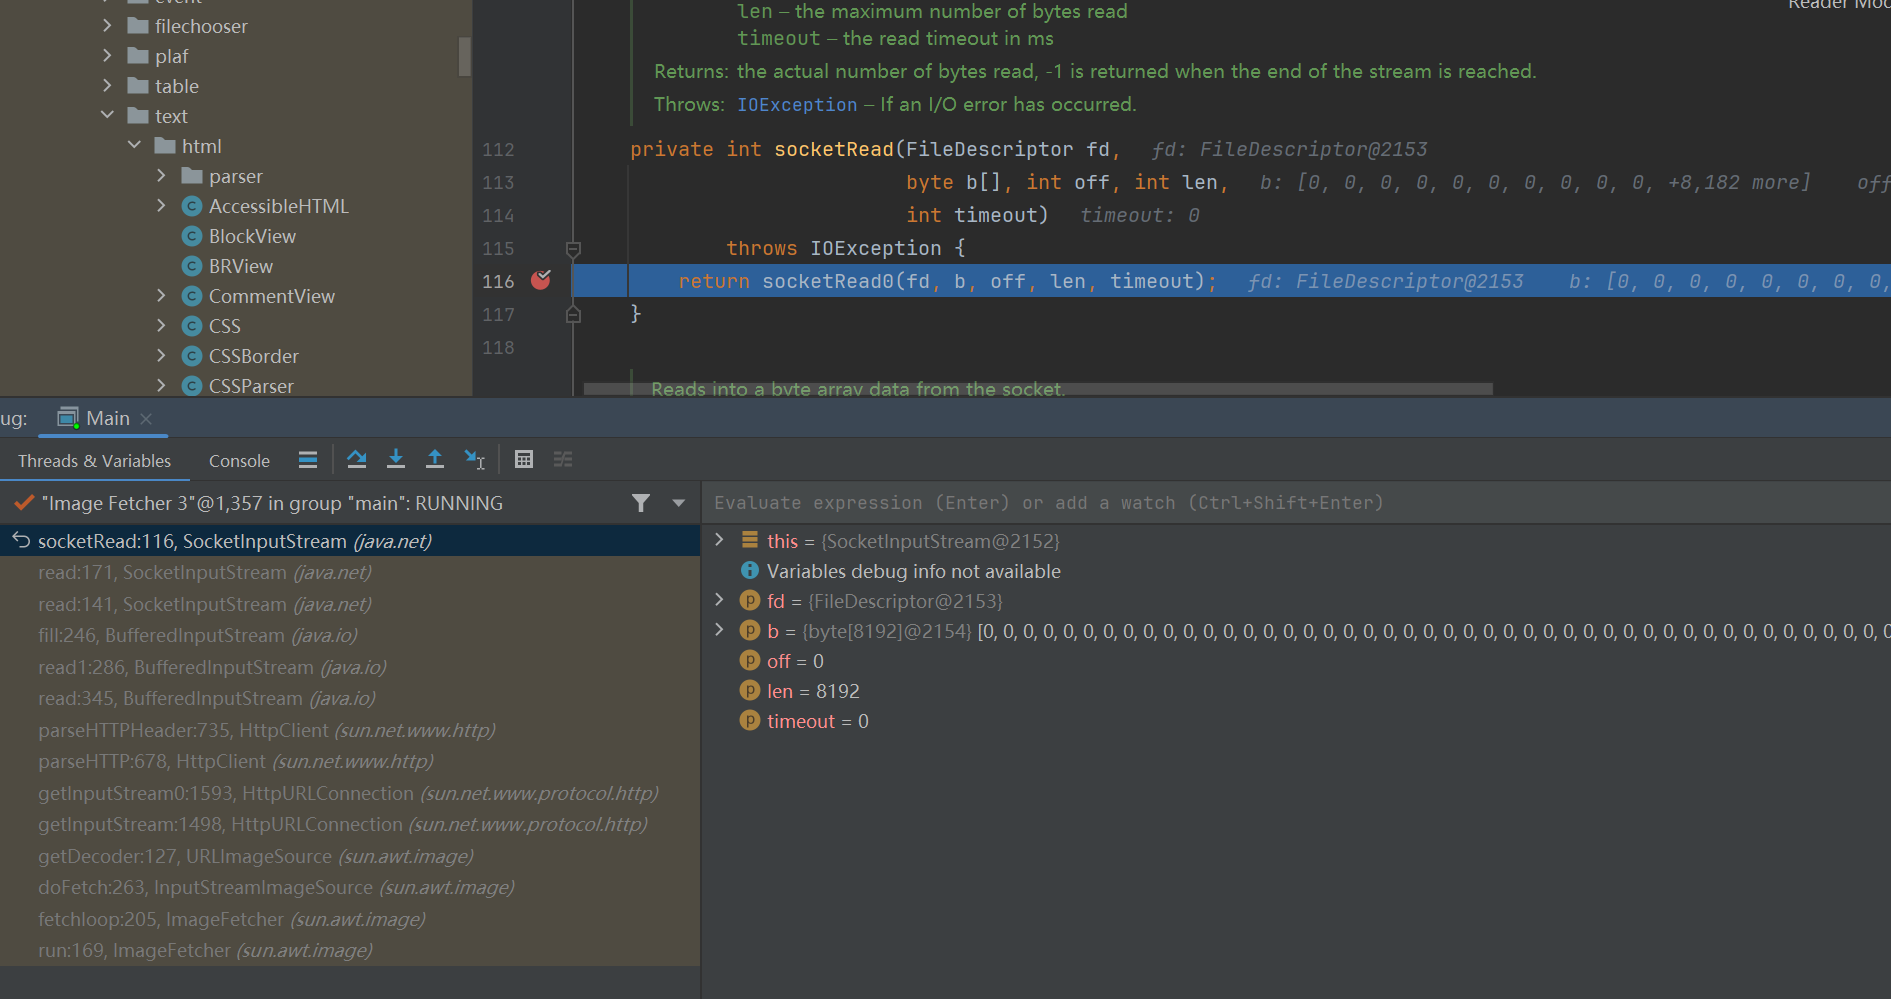 filechooser
plaf
table
text
html
parser
AccessibleHTML
BlockView
BRView
CommentView
CSS
CSSBorder
CSSParser
Reader Mod
len – the maximum number of bytes read
timeout – the read timeout in ms
Returns: the actual number of bytes read, -1 is returned when the end of the stream is reached.
Throws: IOException – If an I/O error has occurred.
112 private int socketRead(FileDescriptor fd, fd: FileDescriptor@2153
113 byte b[], int off, int len, b: [0, 0, 0, 0, 0, 0, 0, 0, 0, 0, +8,182 more] off
114 int timeout) timeout: 0
115 throws IOException {
116 return socketRead0(fd, b, off, len, timeout); fd: FileDescriptor@2153 b: [0, 0, 0, 0, 0, 0, 0, 0,
117 }
118
Reads into a byte array data from the socket.
ug: Main
Threads & Variables Console
"Image Fetcher 3"@1,357 in group "main": RUNNING
socketRead:116, SocketInputStream (java.net)
read:171, SocketInputStream (java.net)
read:141, SocketInputStream (java.net)
fill:246, BufferedInputStream (java.io)
read1:286, BufferedInputStream (java.io)
read:345, BufferedInputStream (java.io)
parseHTTPHeader:735, HttpClient (sun.net.www.http)
parseHTTP:678, HttpClient (sun.net.www.http)
getInputStream0:1593, HttpURLConnection (sun.net.www.protocol.http)
getInputStream:1498, HttpURLConnection (sun.net.www.protocol.http)
getDecoder:127, URLImageSource (sun.awt.image)
doFetch:263, InputStreamImageSource (sun.awt.image)
fetchloop:205, ImageFetcher (sun.awt.image)
run:169, ImageFetcher (sun.awt.image)
Evaluate expression (Enter) or add a watch (Ctrl+Shift+Enter)
this = {SocketInputStream@2152}
Variables debug info not available
fd = {FileDescriptor@2153}
b = {byte[8192]@2154} [0, 0, 0, 0, 0, 0, 0, 0, 0, 0, 0, 0, 0, 0, 0, 0, 0, 0, 0, 0, 0, 0, 0, 0, 0, 0, 0, 0, 0, 0, 0, 0, 0, 0, 0, 0, 0, 0, 0, 0, 0, 0, 0, 0, 0, 0
off = 0
len = 8192
timeout = 0